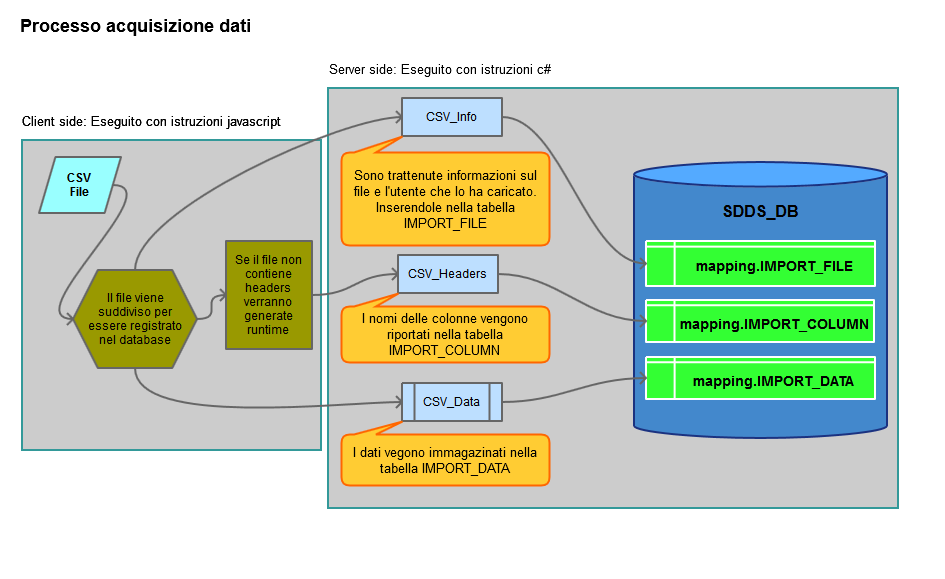 Processo acquisizione dati
Server side: Eseguito con istruzioni c#
Client side: Eseguito con istruzioni javascript
CSV
File
Il file viene
suddiviso per
essere registrato
nel database
Se il file non
contiene
headers
verranno
generate
runtime
CSV_Info
Sono trattenute informazioni sul
file e l'utente che lo ha caricato.
Inserendole nella tabella
IMPORT_FILE
CSV_Headers
I nomi delle colonne vengono
riportati nella tabella
IMPORT_COLUMN
CSV_Data
I dati vegono immagazinati nella
tabella IMPORT_DATA
SDDS_DB
mapping.IMPORT_FILE
mapping.IMPORT_COLUMN
mapping.IMPORT_DATA